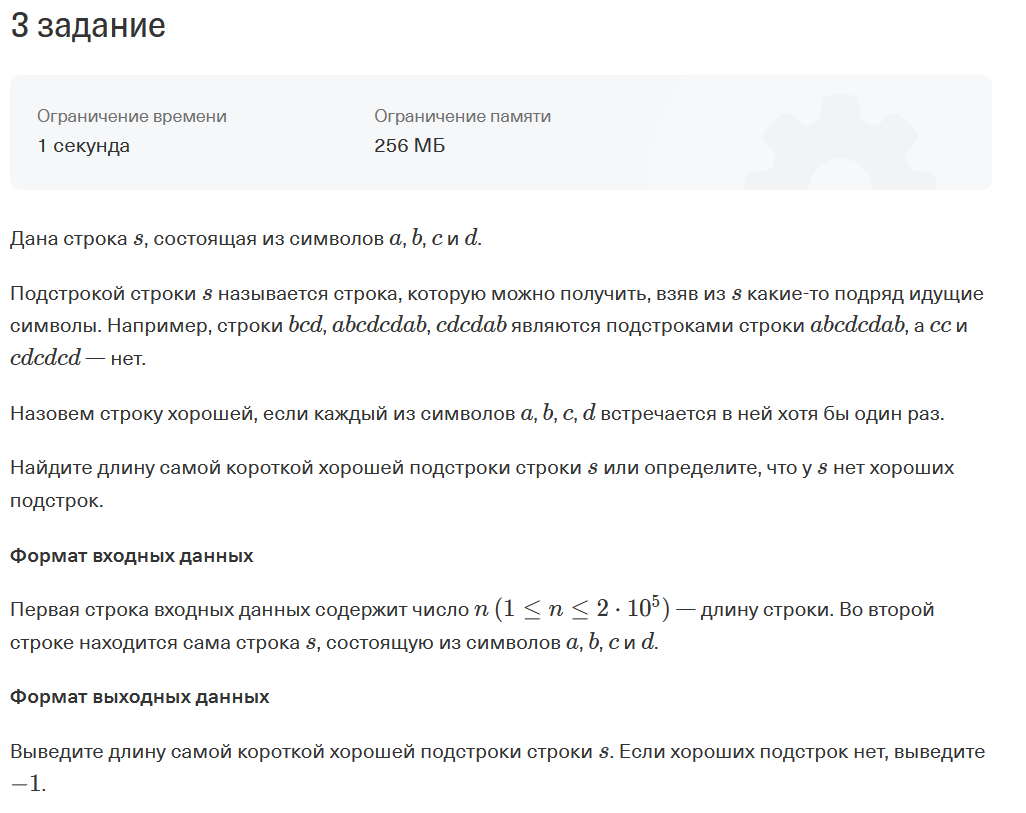 3 задание
Ограничение времени
Ограничение памяти
1 секунда
256 МБ
Дана строка s, состоящая из символов a, b, c и d.
Подстрокой строки s называется строка, которую можно получить, взяв из s какие-то подряд идущие
символы. Например, строки bcd, abcdcdab, cdcdab являются подстроками строки abcdcdab, а cc и
cdcdcd — нет.
Назовем строку хорошей, если каждый из символов a, b, c, d встречается в ней хотя бы один раз.
Найдите длину самой короткой хорошей подстроки строки s или определите, что у s нет хороших
подстрок.
Формат входных данных
Первая строка входных данных содержит число n (1 ≤ n ≤ 2 · 10⁵) — длину строки. Во второй
строке находится сама строка s, состоящую из символов a, b, c и d.
Формат выходных данных
Выведите длину самой короткой хорошей подстроки строки s. Если хороших подстрок нет, выведите
−1.